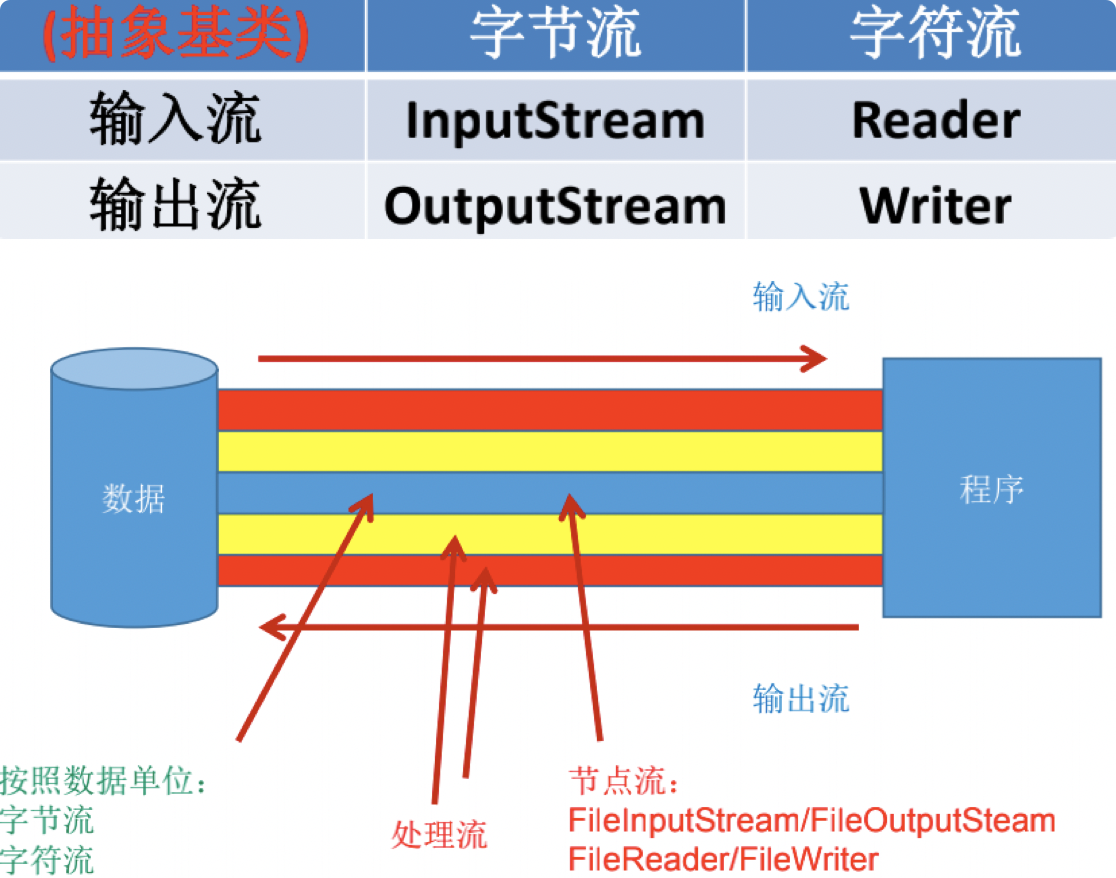 (抽象基类) 字节流 字符流
输入流 InputStream Reader
输出流 OutputStream Writer
输入流
数据
程序
输出流
按照数据单位:
字节流
字符流
处理流
节点流:
FileInputStream/FileOutputSteam
FileReader/FileWriter